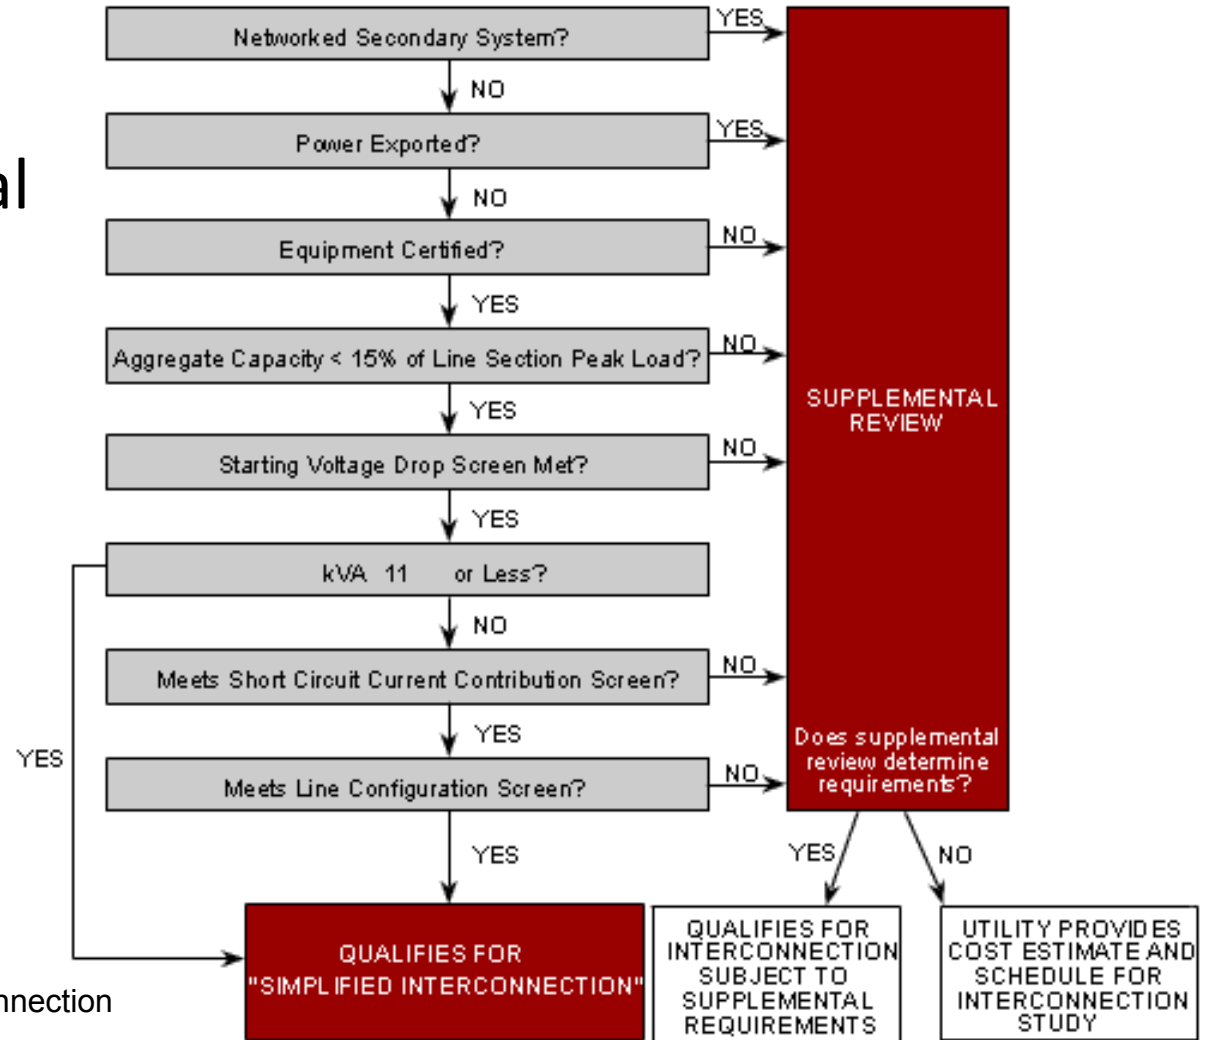 Networked Secondary System?
YES
NO
Power Exported?
YES
al
NO
Equipment Certified?
NO
YES
Aggregate Capacity < 15% of Line Section Peak Load?
NO
YES
SUPPLEMENTAL
REVIEW
Starting Voltage Drop Screen Met?
NO
YES
kVA 11 or Less?
NO
Meets Short Circuit Current Contribution Screen?
NO
YES
YES
Does supplemental
review determine
requirements?
Meets Line Configuration Screen?
NO
YES
YES
NO
QUALIFIES FOR
"SIMPLIFIED INTERCONNECTION"
QUALIFIES FOR
INTERCONNECTION
SUBJECT TO
SUPPLEMENTAL
REQUIREMENTS
UTILITY PROVIDES
COST ESTIMATE AND
SCHEDULE FOR
INTERCONNECTION
STUDY
nnection